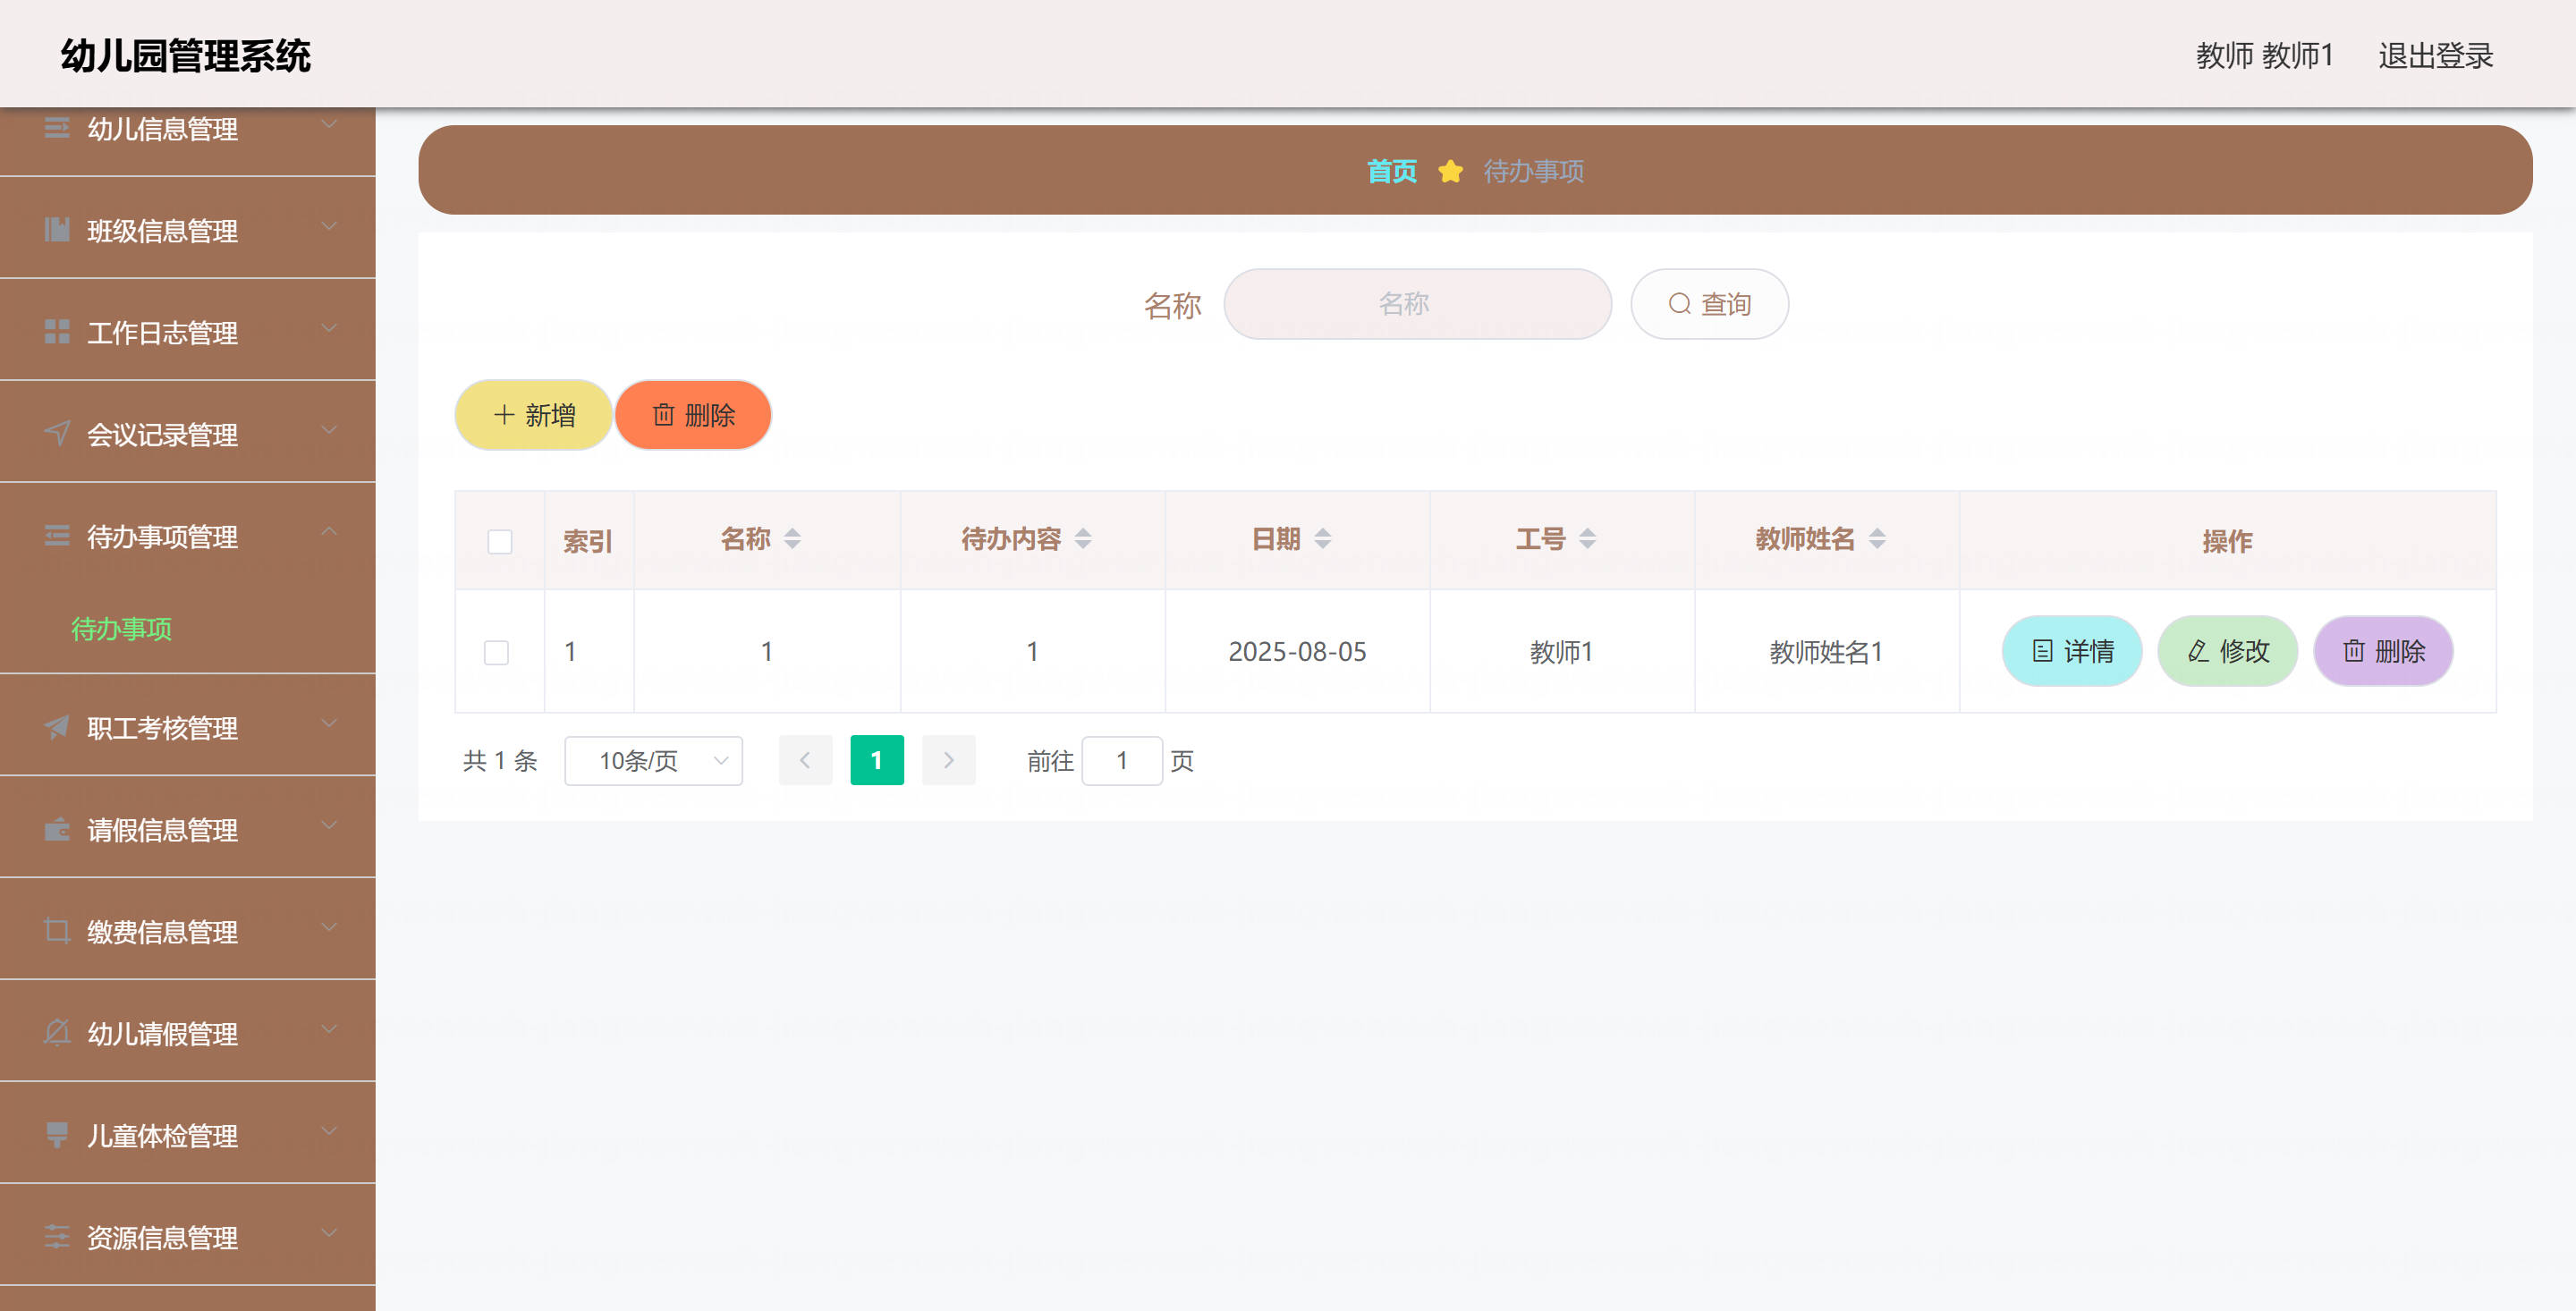 幼儿园管理系统
教师 教师1 退出登录
幼儿信息管理
班级信息管理
工作日志管理
会议记录管理
待办事项管理
待办事项
职工考核管理
请假信息管理
缴费信息管理
幼儿请假管理
儿童体检管理
资源信息管理
首页 待办事项
名称 名称 查询
新增 删除
索引 名称 待办内容 日期 工号 教师姓名 操作
1 1 1 2025-08-05 教师1 教师姓名1 详情 修改 删除
共 1 条 10条/页 1 前往 1 页